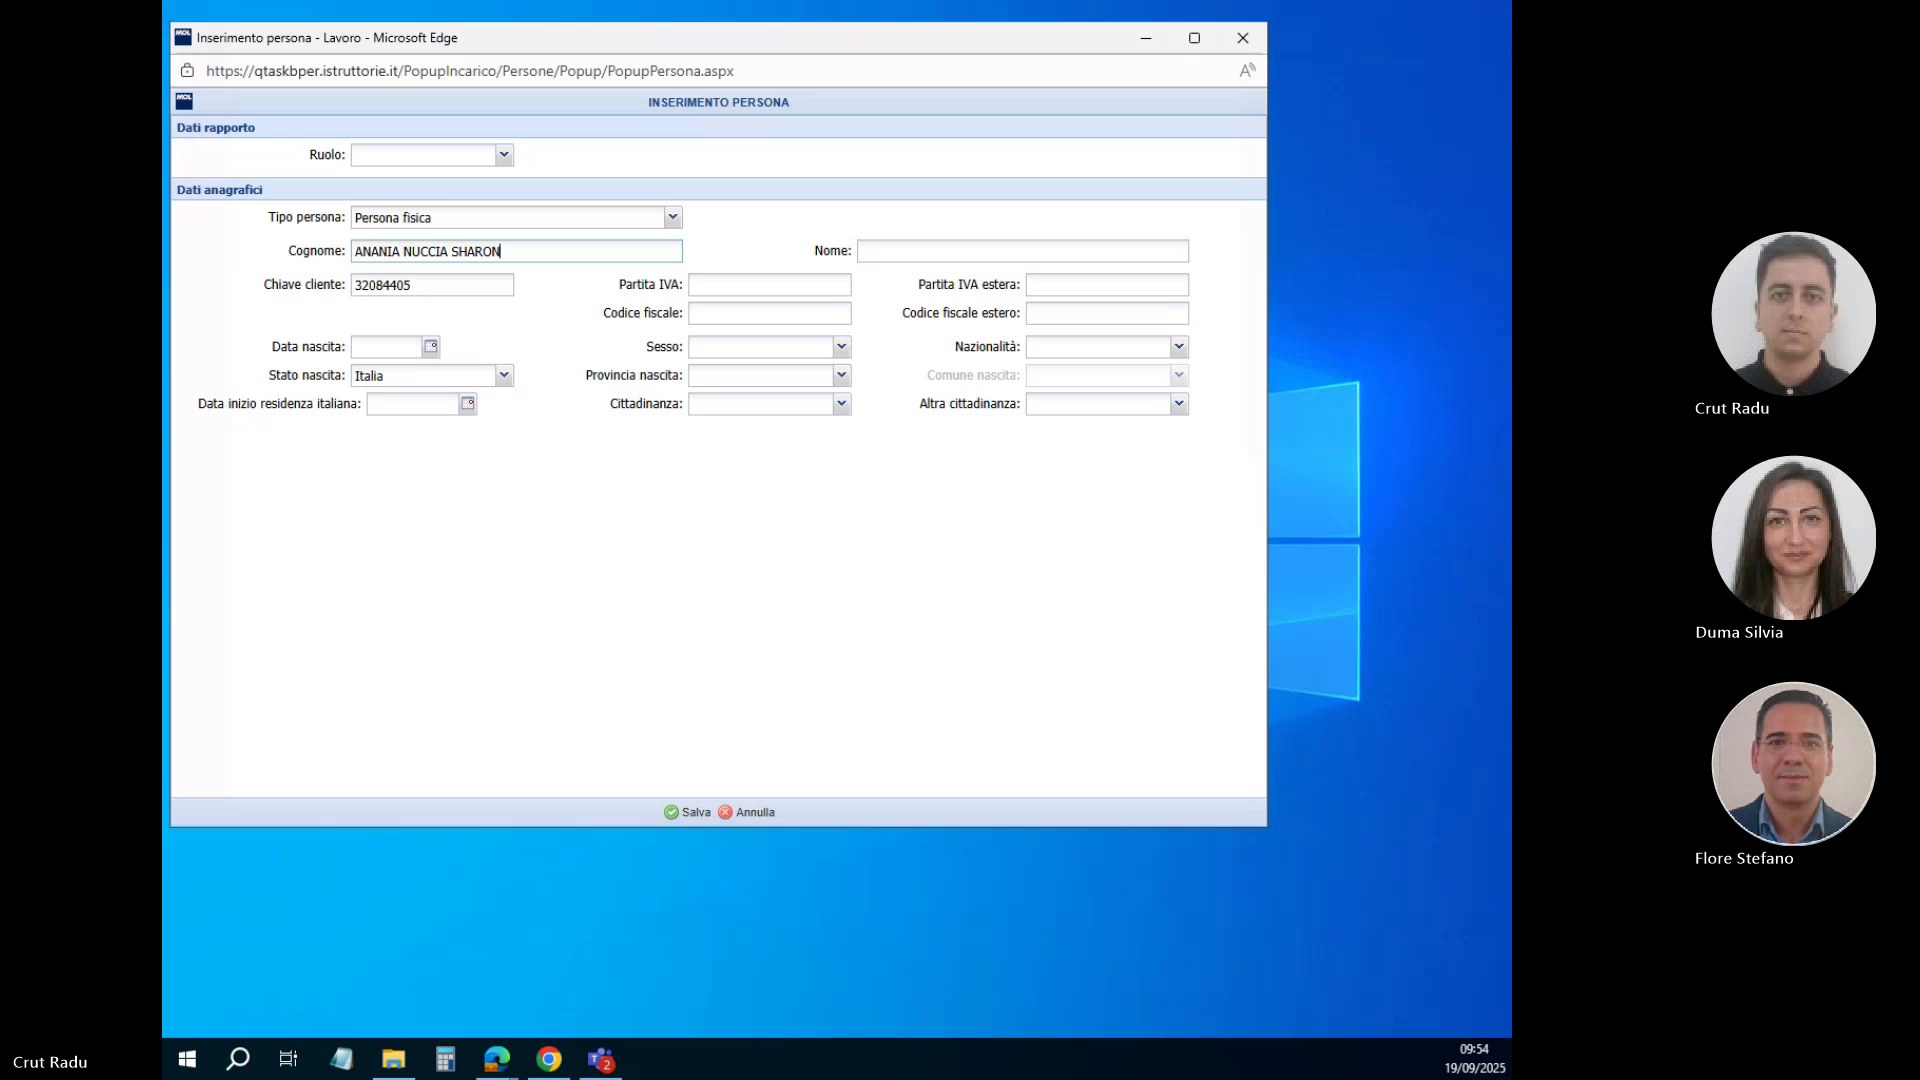 MOL Inserimento persona - Lavoro - Microsoft Edge
https://qtaskbper.istruttorie.it/PopupIncarico/Persone/Popup/PopupPersona.aspx
MOL INSERIMENTO PERSONA
Dati rapporto
Ruolo:
Dati anagrafici
Tipo persona: Persona fisica
Cognome: ANANIA NUCCIA SHARON Nome:
Chiave cliente: 32084405 Partita IVA: Partita IVA estera:
Codice fiscale: Codice fiscale estero:
Data nascita: Sesso: Nazionalità:
Stato nascita: Italia Provincia nascita: Comune nascita:
Data inizio residenza italiana: Cittadinanza: Altra cittadinanza:
Salva Annulla
Crut Radu
Duma Silvia
Flore Stefano
Crut Radu
2
09:54
19/09/2025